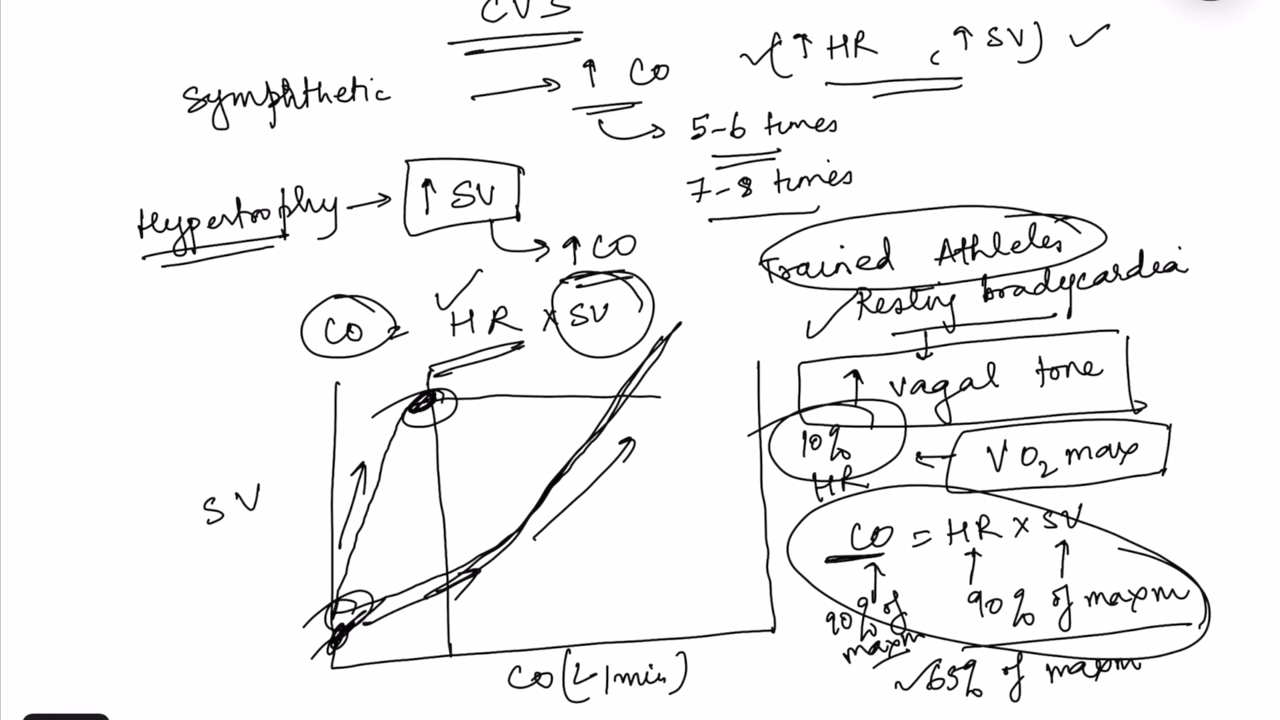 CVS
Symphthetic → ↑ CO (↑ HR, ↑ SV) ✓
5-6 times
7-8 times
Hypertrophy → ↑ SV
↑ CO
CO = HR × SV
Trained Athletes
Resting bradycardia
↑ vagal tone
10% HR ← VO2 max
CO = HR × SV
90% of maxm
90% of maxm
✓65% of maxm
SV
CO (L/min)